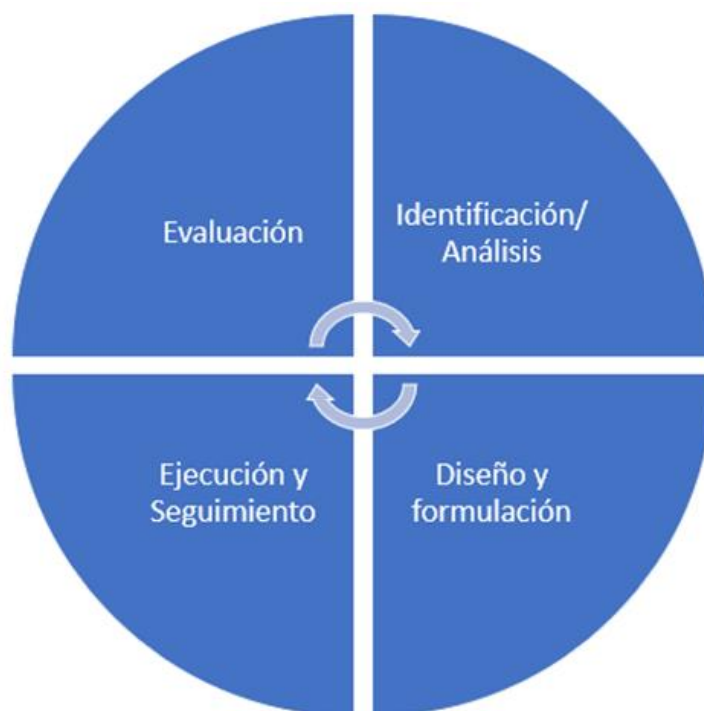 Evaluación
Identificación/
Análisis
Ejecución y
Seguimiento
Diseño y
formulación